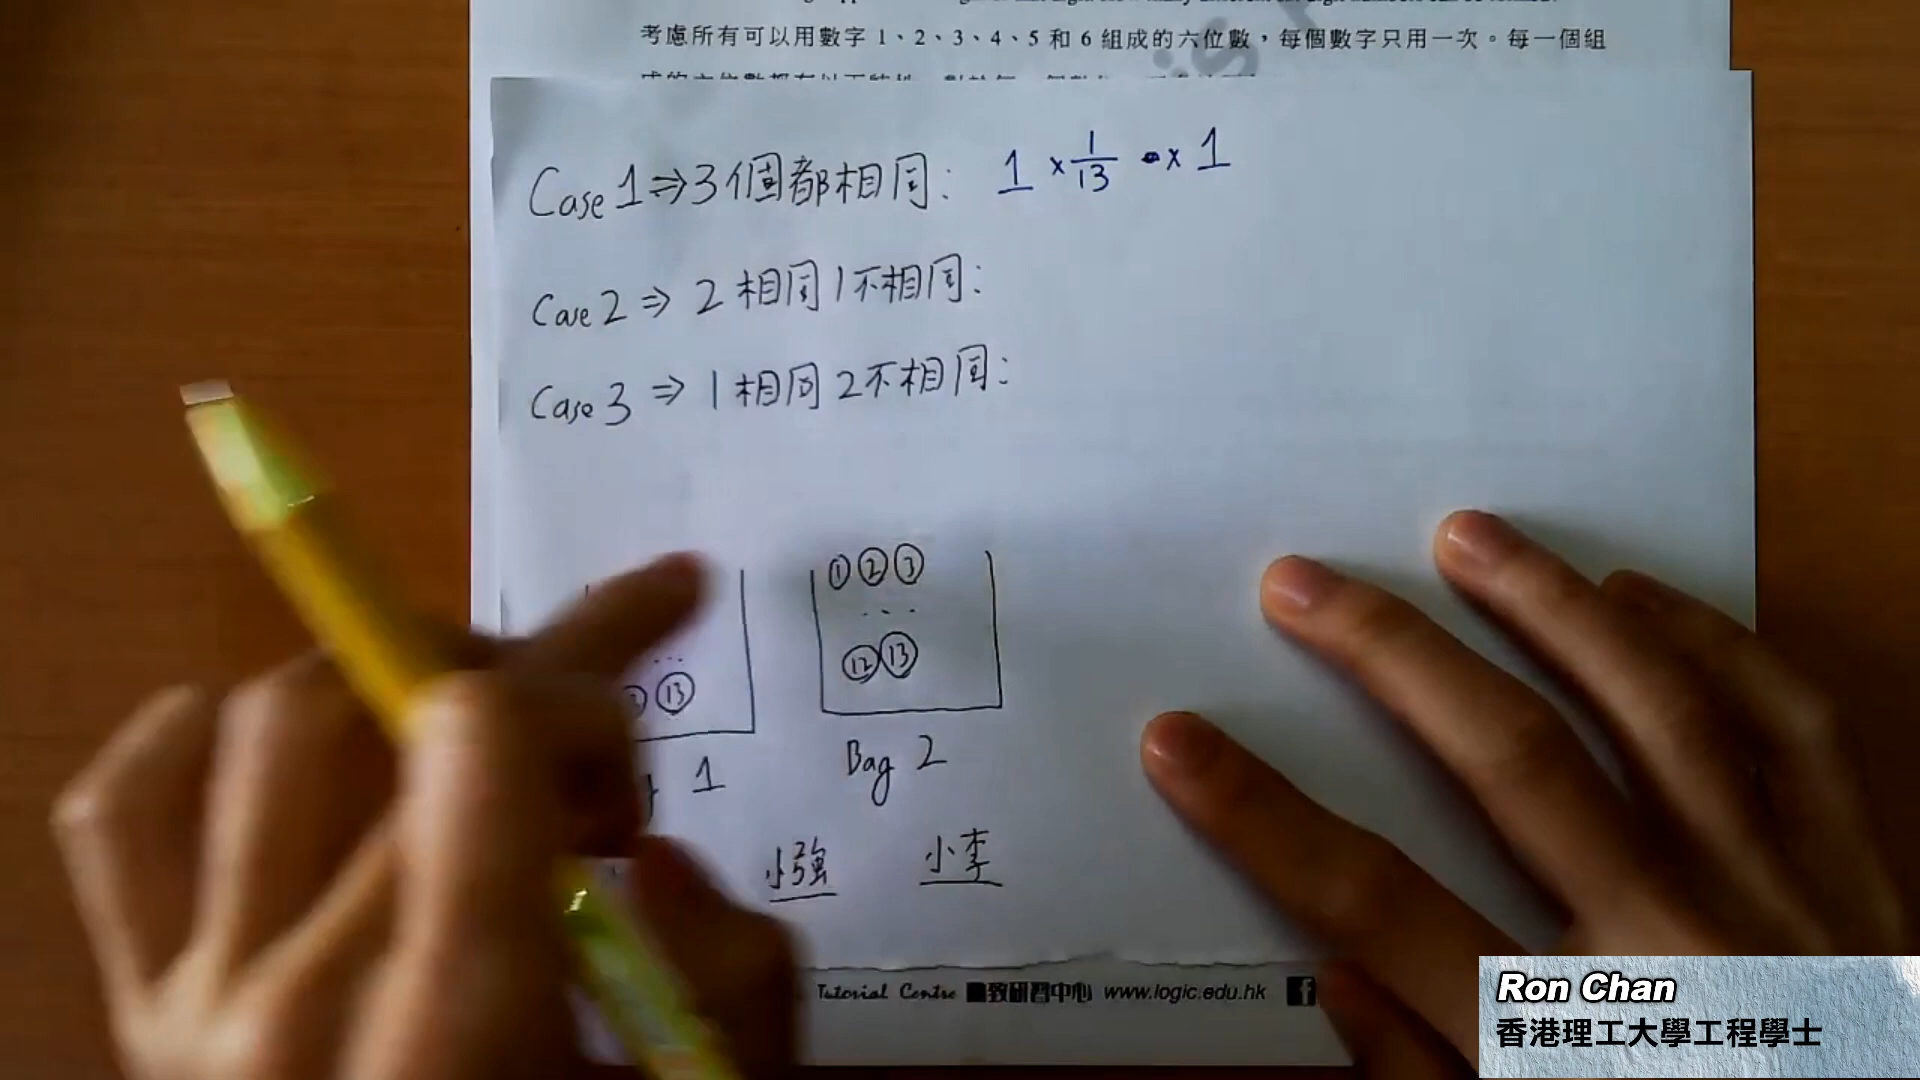 考慮所有可以用數字 1、2、3、4、5 和 6 組成的六位數，每個數字只用一次。每一個組
Case 1 ⇒ 3 個都相同： 1 × 1/13 × 1
Case 2 ⇒ 2 相同 1 不相同：
Case 3 ⇒ 1 相同 2 不相同：
① ② ③
...
⑫ ⑬
... ⑬
Bag 2
1
小強 小李
Tutorial Centre 教研習中心 www.logic.edu.hk f
Ron Chan
香港理工大學工程學士